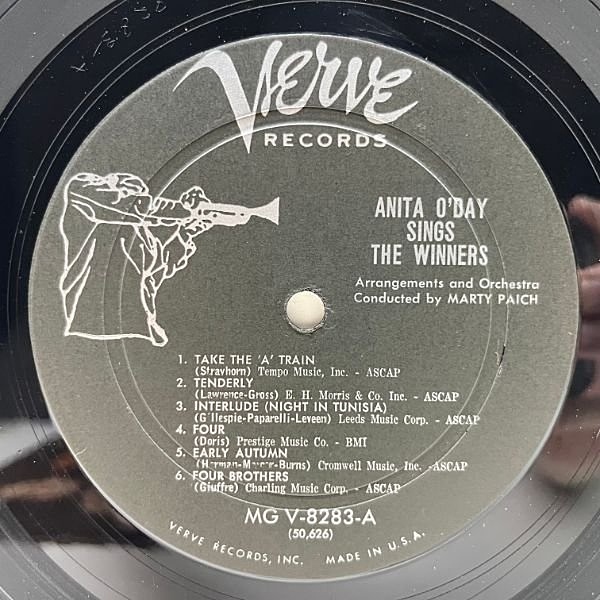 Verve
RECORDS
ANITA O'DAY
SINGS
THE WINNERS
Arrangements and Orchestra
Conducted by MARTY PAICH
1. TAKE THE 'A' TRAIN
(Strayhorn) Tempo Music, Inc. - ASCAP
2. TENDERLY
(Lawrence-Gross) E. H. Morris & Co. Inc. - ASCAP
3. INTERLUDE (NIGHT IN TUNISIA)
(Gillespie-Paparelli-Leveen) Leeds Music Corp. - ASCAP
4. FOUR
(Doris) Prestige Music Co. - BMI
5. EARLY AUTUMN
(Herman-Mercer-Burns) Cromwell Music, Inc. - ASCAP
6. FOUR BROTHERS
(Giuffre) Charling Music Corp. - ASCAP
MG V-8283-A
(50,626)
VERVE RECORDS, INC. MADE IN U.S.A.